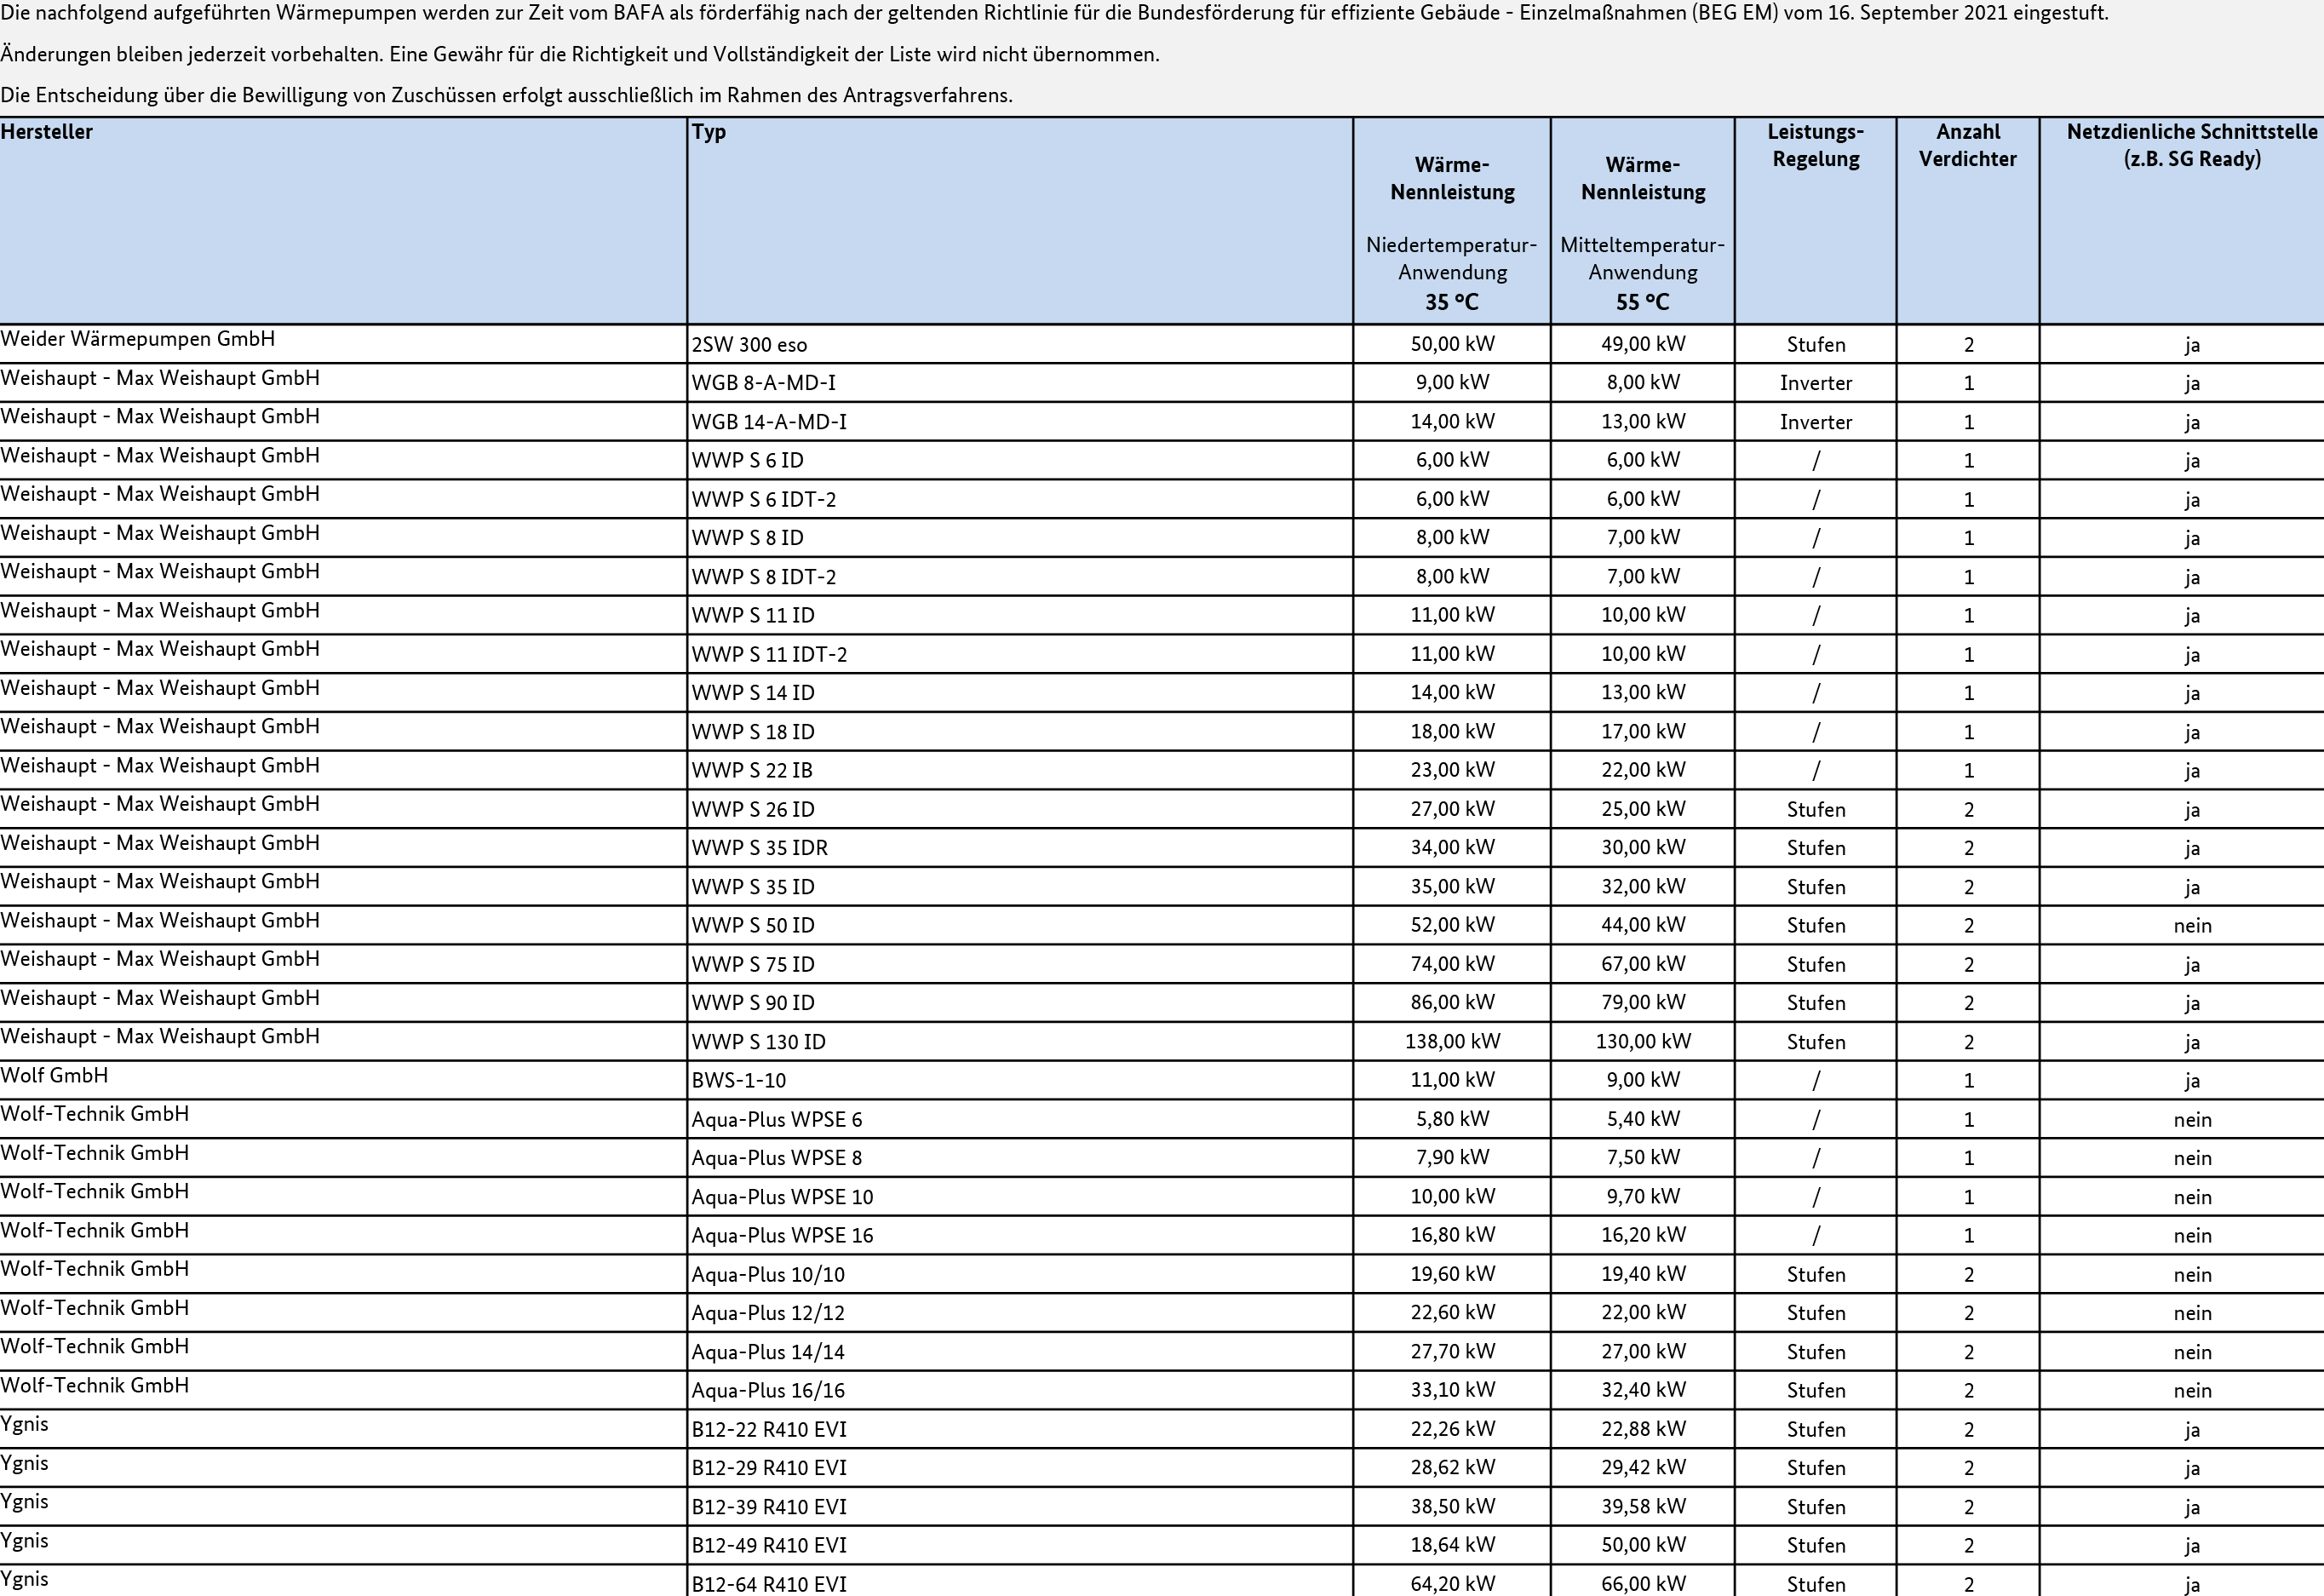 Die nachfolgend aufgeführten Wärmepumpen werden zur Zeit vom BAFA als förderfähig nach der geltenden Richtlinie für die Bundesförderung für effiziente Gebäude - Einzelmaßnahmen (BEG EM) vom 16. September 2021 eingestuft.
Änderungen bleiben jederzeit vorbehalten. Eine Gewähr für die Richtigkeit und Vollständigkeit der Liste wird nicht übernommen.
Die Entscheidung über die Bewilligung von Zuschüssen erfolgt ausschließlich im Rahmen des Antragsverfahrens.
Hersteller
Typ
Wärme-
Nennleistung
Niedertemperatur-
Anwendung
35 °C
Wärme-
Nennleistung
Mitteltemperatur-
Anwendung
55 °C
Leistungs-
Regelung
Anzahl
Verdichter
Netzdienliche Schnittstelle
(z.B. SG Ready)
Weider Wärmepumpen GmbH 2SW 300 eso 50,00 kW 49,00 kW Stufen 2 ja
Weishaupt - Max Weishaupt GmbH WGB 8-A-MD-I 9,00 kW 8,00 kW Inverter 1 ja
Weishaupt - Max Weishaupt GmbH WGB 14-A-MD-I 14,00 kW 13,00 kW Inverter 1 ja
Weishaupt - Max Weishaupt GmbH WWP S 6 ID 6,00 kW 6,00 kW / 1 ja
Weishaupt - Max Weishaupt GmbH WWP S 6 IDT-2 6,00 kW 6,00 kW / 1 ja
Weishaupt - Max Weishaupt GmbH WWP S 8 ID 8,00 kW 7,00 kW / 1 ja
Weishaupt - Max Weishaupt GmbH WWP S 8 IDT-2 8,00 kW 7,00 kW / 1 ja
Weishaupt - Max Weishaupt GmbH WWP S 11 ID 11,00 kW 10,00 kW / 1 ja
Weishaupt - Max Weishaupt GmbH WWP S 11 IDT-2 11,00 kW 10,00 kW / 1 ja
Weishaupt - Max Weishaupt GmbH WWP S 14 ID 14,00 kW 13,00 kW / 1 ja
Weishaupt - Max Weishaupt GmbH WWP S 18 ID 18,00 kW 17,00 kW / 1 ja
Weishaupt - Max Weishaupt GmbH WWP S 22 IB 23,00 kW 22,00 kW / 1 ja
Weishaupt - Max Weishaupt GmbH WWP S 26 ID 27,00 kW 25,00 kW Stufen 2 ja
Weishaupt - Max Weishaupt GmbH WWP S 35 IDR 34,00 kW 30,00 kW Stufen 2 ja
Weishaupt - Max Weishaupt GmbH WWP S 35 ID 35,00 kW 32,00 kW Stufen 2 ja
Weishaupt - Max Weishaupt GmbH WWP S 50 ID 52,00 kW 44,00 kW Stufen 2 nein
Weishaupt - Max Weishaupt GmbH WWP S 75 ID 74,00 kW 67,00 kW Stufen 2 ja
Weishaupt - Max Weishaupt GmbH WWP S 90 ID 86,00 kW 79,00 kW Stufen 2 ja
Weishaupt - Max Weishaupt GmbH WWP S 130 ID 138,00 kW 130,00 kW Stufen 2 ja
Wolf GmbH BWS-1-10 11,00 kW 9,00 kW / 1 ja
Wolf-Technik GmbH Aqua-Plus WPSE 6 5,80 kW 5,40 kW / 1 nein
Wolf-Technik GmbH Aqua-Plus WPSE 8 7,90 kW 7,50 kW / 1 nein
Wolf-Technik GmbH Aqua-Plus WPSE 10 10,00 kW 9,70 kW / 1 nein
Wolf-Technik GmbH Aqua-Plus WPSE 16 16,80 kW 16,20 kW / 1 nein
Wolf-Technik GmbH Aqua-Plus 10/10 19,60 kW 19,40 kW Stufen 2 nein
Wolf-Technik GmbH Aqua-Plus 12/12 22,60 kW 22,00 kW Stufen 2 nein
Wolf-Technik GmbH Aqua-Plus 14/14 27,70 kW 27,00 kW Stufen 2 nein
Wolf-Technik GmbH Aqua-Plus 16/16 33,10 kW 32,40 kW Stufen 2 nein
Ygnis B12-22 R410 EVI 22,26 kW 22,88 kW Stufen 2 ja
Ygnis B12-29 R410 EVI 28,62 kW 29,42 kW Stufen 2 ja
Ygnis B12-39 R410 EVI 38,50 kW 39,58 kW Stufen 2 ja
Ygnis B12-49 R410 EVI 18,64 kW 50,00 kW Stufen 2 ja
Ygnis B12-64 R410 EVI 64,20 kW 66,00 kW Stufen 2 ja